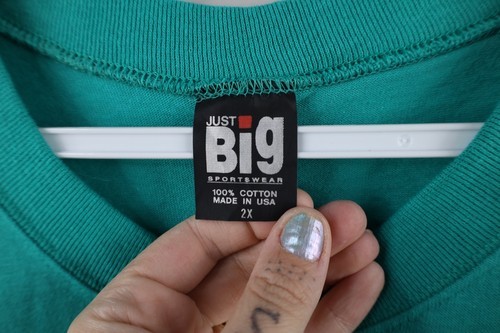 JUST
Big
SPORTSWEAR
100% COTTON
MADE IN USA
2X